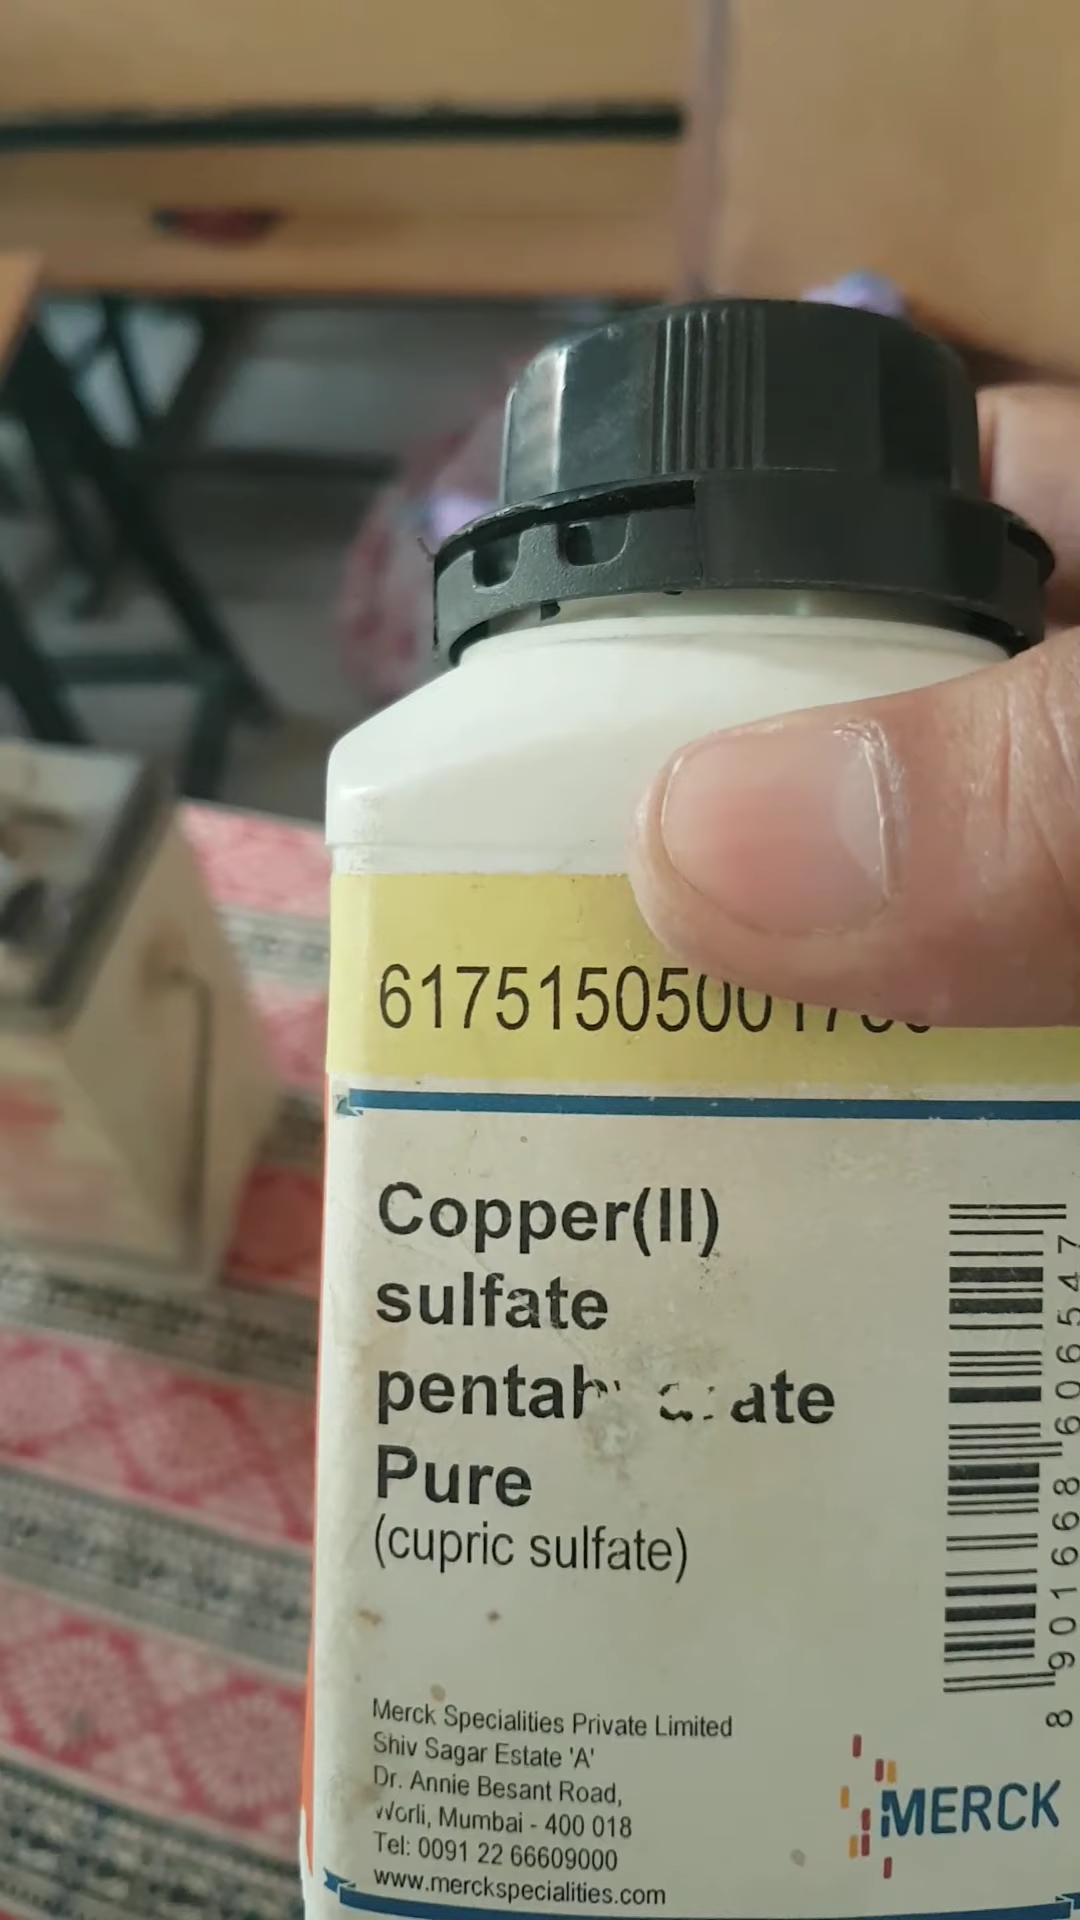 Copper(II)
sulfate
Pure
(cupric sulfate)
Merck Specialities Private Limited
Shiv Sagar Estate 'A'
Dr. Annie Besant Road,
Worli, Mumbai - 400 018
Tel: 0091 22 66609000
www.merckspecialities.com
MERCK
8901668606547